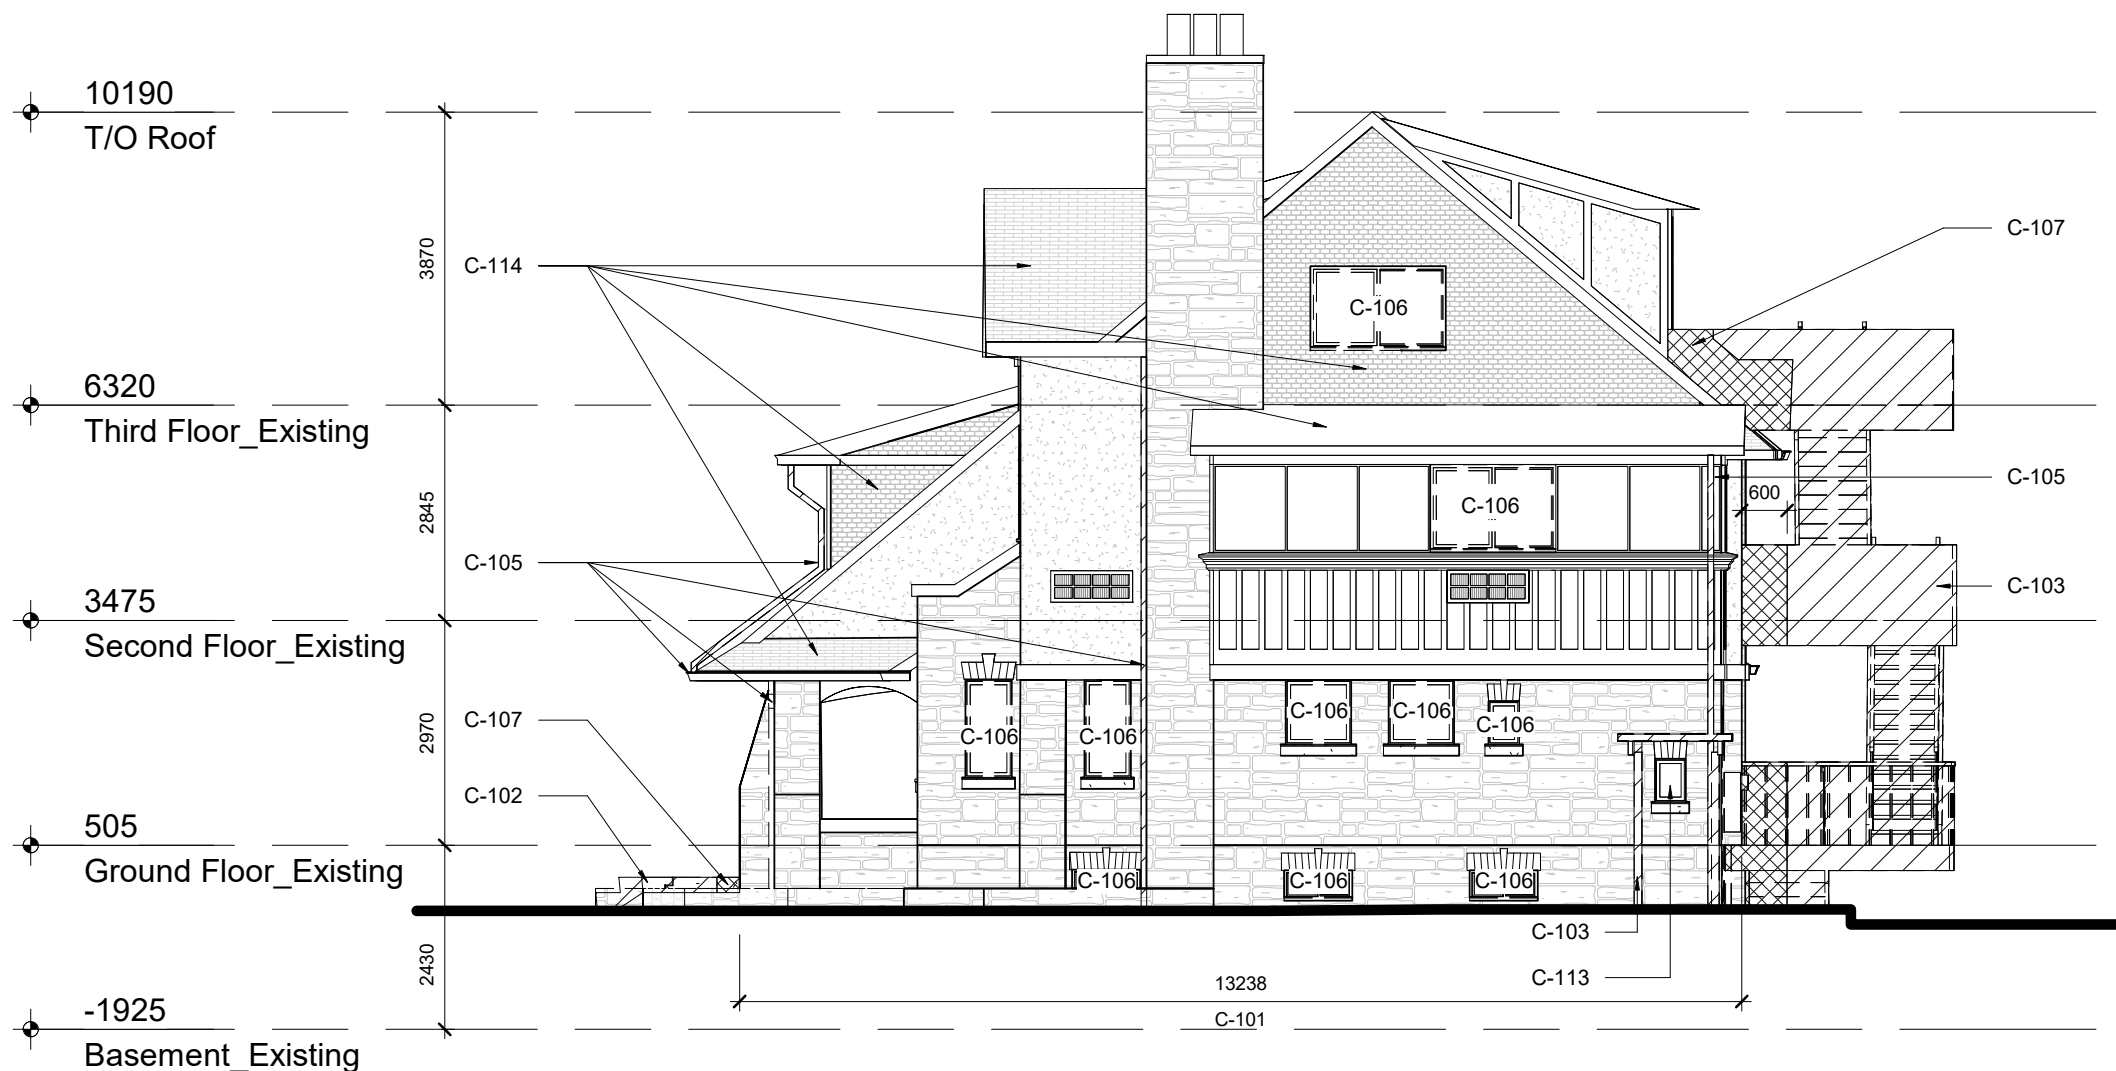 10190
T/O Roof
3870
C-114
C-107
C-106
6320
Third Floor_Existing
2845
C-105
C-106
600
C-105
C-103
3475
Second Floor_Existing
2970
C-107
C-106
C-106
C-106
C-106
C-106
C-102
505
Ground Floor_Existing
C-106
C-106
C-106
2430
C-103
C-113
13238
C-101
-1925
Basement_Existing